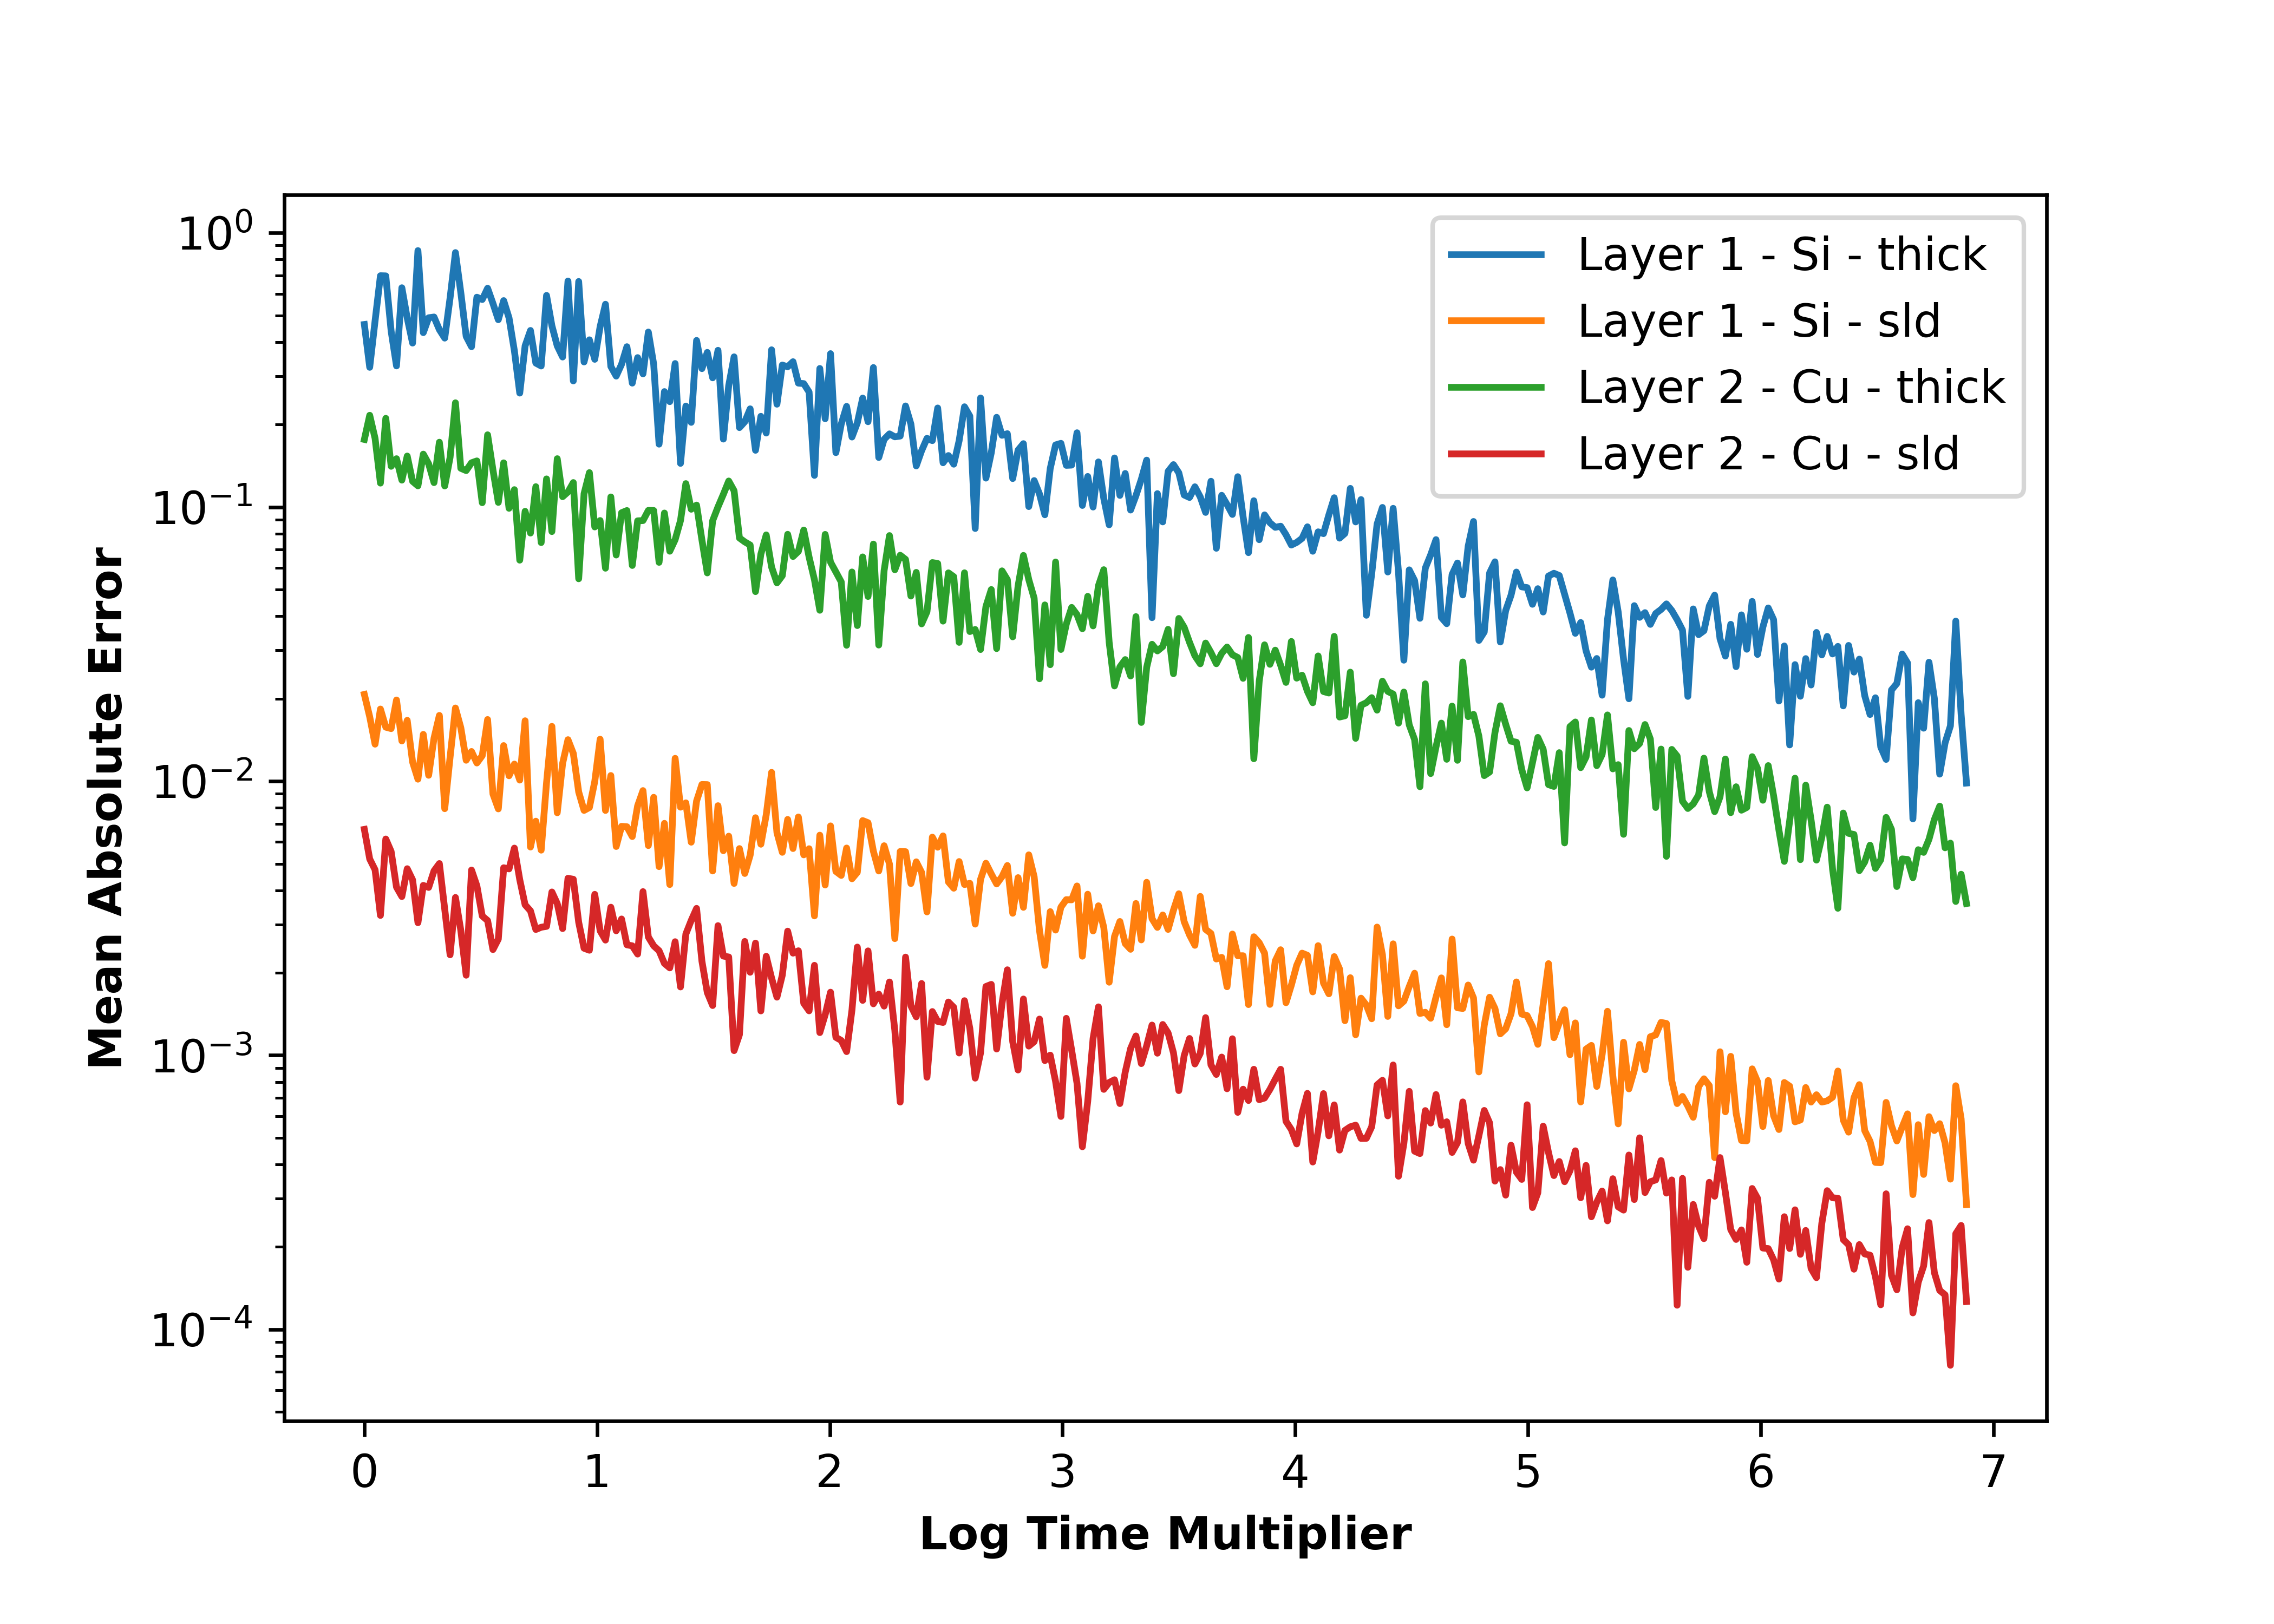 10⁰
10⁻¹
10⁻²
10⁻³
10⁻⁴
Mean Absolute Error
Layer 1 - Si - thick
Layer 1 - Si - sld
Layer 2 - Cu - thick
Layer 2 - Cu - sld
0 1 2 3 4 5 6 7
Log Time Multiplier